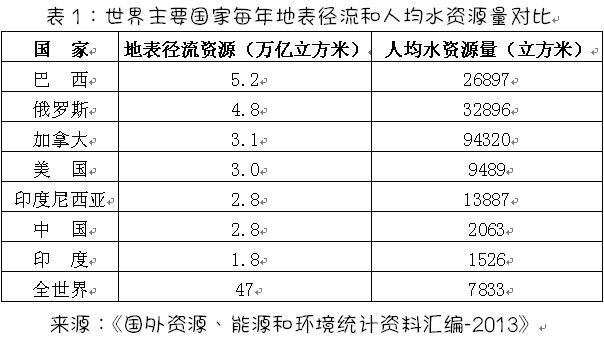 表1：世界主要国家每年地表径流和人均水资源量对比
国 家 地表径流资源（万亿立方米） 人均水资源量（立方米）
巴 西 5.2 26897
俄罗斯 4.8 32896
加拿大 3.1 94320
美 国 3.0 9489
印度尼西亚 2.8 13887
中 国 2.8 2063
印 度 1.8 1526
全世界 47 7833
来源：《国外资源、能源和环境统计资料汇编-2013》